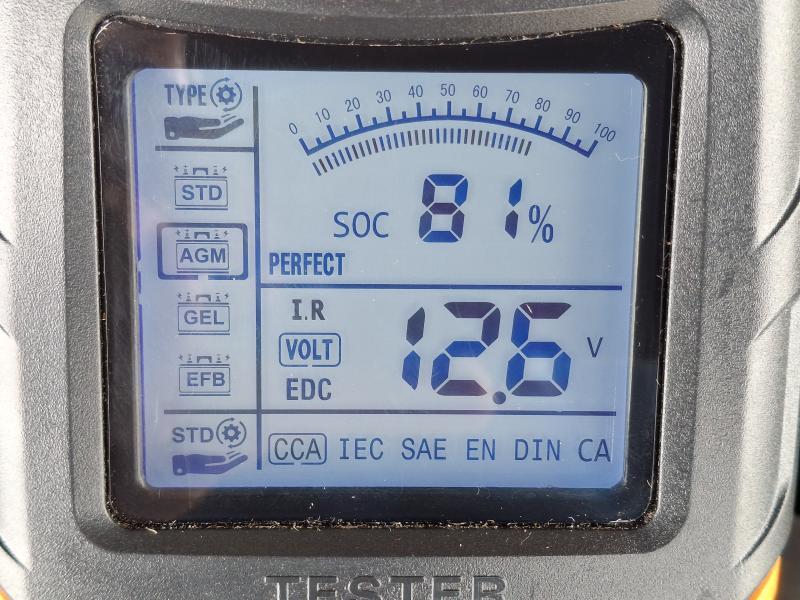 TYPE
0 10 20 30 40 50 60 70 80 90 100
STD
SOC 81%
AGM
PERFECT
GEL
I.R
VOLT 12.6 V
EFB
EDC
STD
CCA IEC SAE EN DIN CA
TESTER